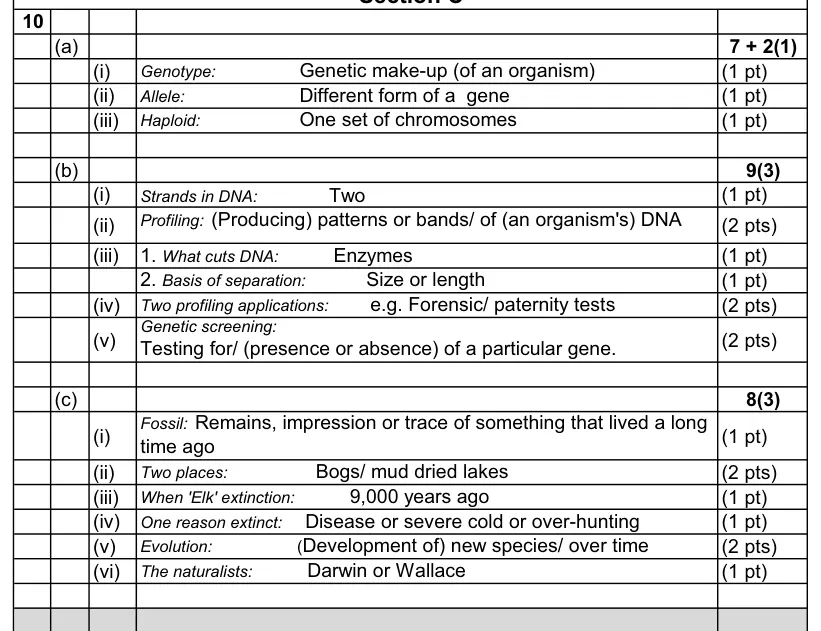 Section C
10
(a) 7 + 2(1)
(i) Genotype: Genetic make-up (of an organism) (1 pt)
(ii) Allele: Different form of a gene (1 pt)
(iii) Haploid: One set of chromosomes (1 pt)
(b) 9(3)
(i) Strands in DNA: Two (1 pt)
(ii) Profiling: (Producing) patterns or bands/ of (an organism's) DNA (2 pts)
(iii) 1. What cuts DNA: Enzymes (1 pt)
2. Basis of separation: Size or length (1 pt)
(iv) Two profiling applications: e.g. Forensic/ paternity tests (2 pts)
Genetic screening:
(v) Testing for/ (presence or absence) of a particular gene. (2 pts)
(c) 8(3)
Fossil: Remains, impression or trace of something that lived a long
(i) time ago (1 pt)
(ii) Two places: Bogs/ mud dried lakes (2 pts)
(iii) When 'Elk' extinction: 9,000 years ago (1 pt)
(iv) One reason extinct: Disease or severe cold or over-hunting (1 pt)
(v) Evolution: (Development of) new species/ over time (2 pts)
(vi) The naturalists: Darwin or Wallace (1 pt)